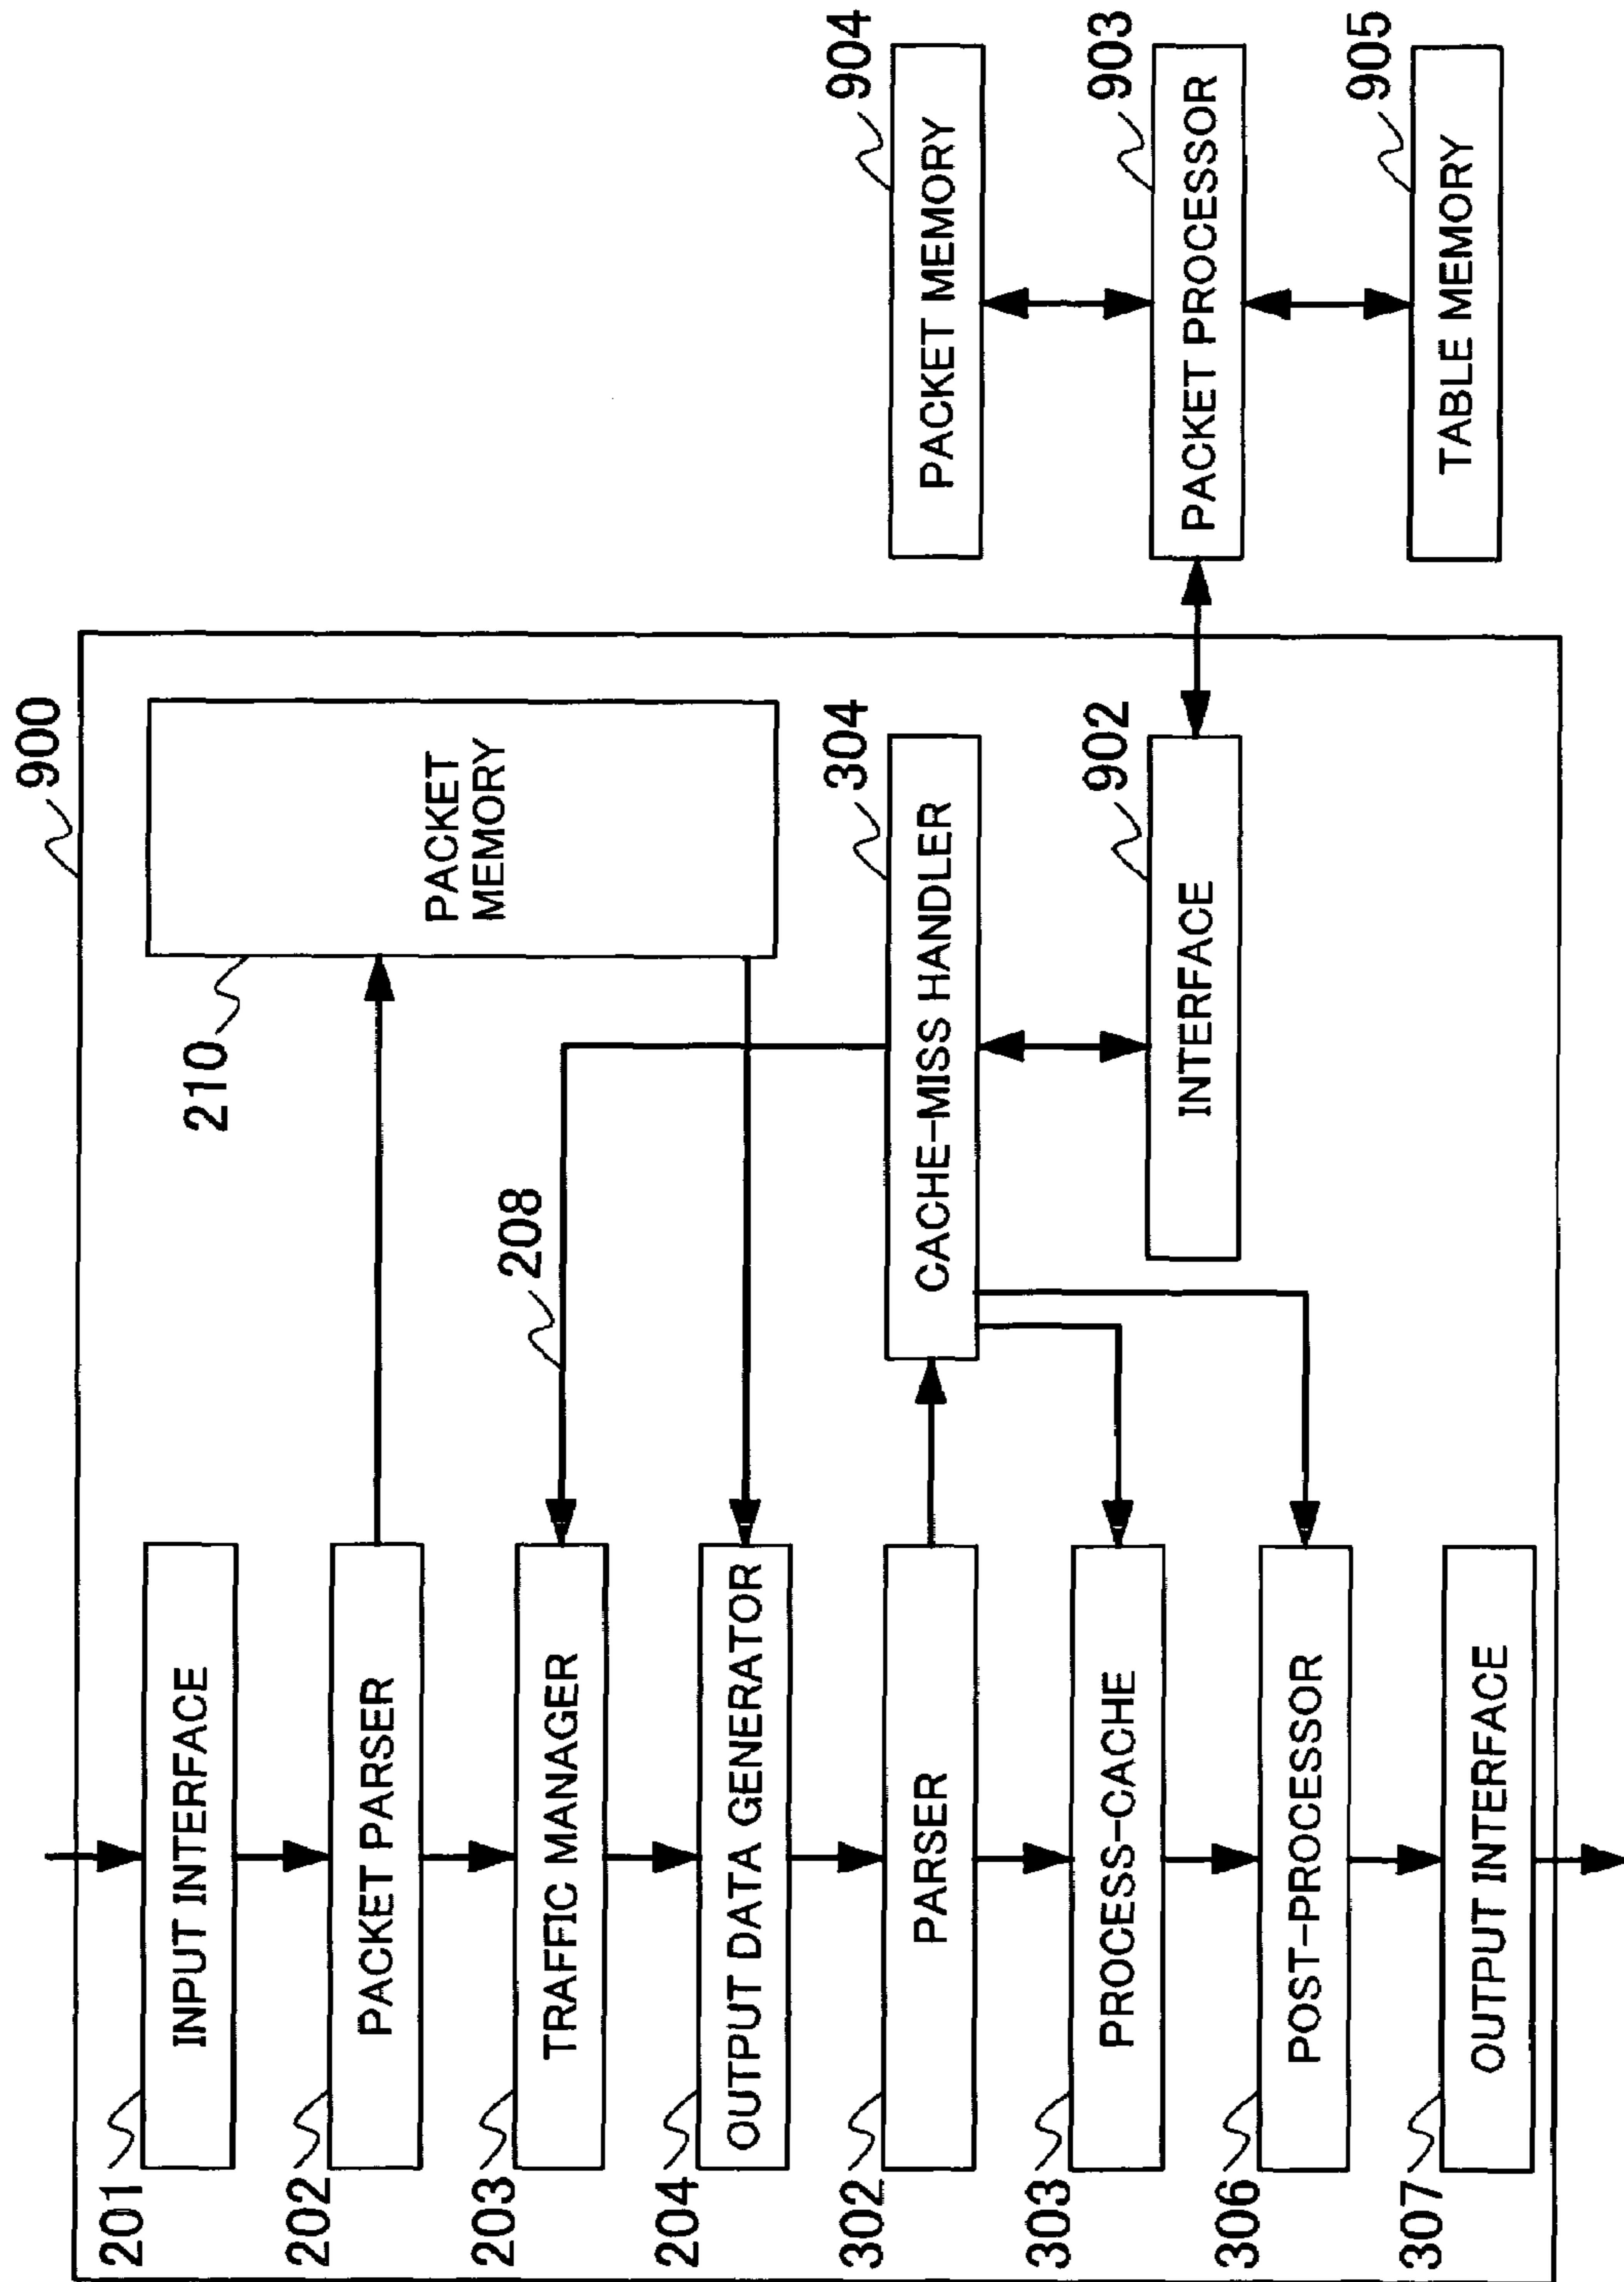 900
201
INPUT INTERFACE
202
PACKET PARSER
203
TRAFFIC MANAGER
204
OUTPUT DATA GENERATOR
302
PARSER
303
PROCESS-CACHE
306
POST-PROCESSOR
307
OUTPUT INTERFACE
210
PACKET
MEMORY
208
304
CACHE-MISS HANDLER
902
INTERFACE
904
PACKET MEMORY
903
PACKET PROCESSOR
905
TABLE MEMORY